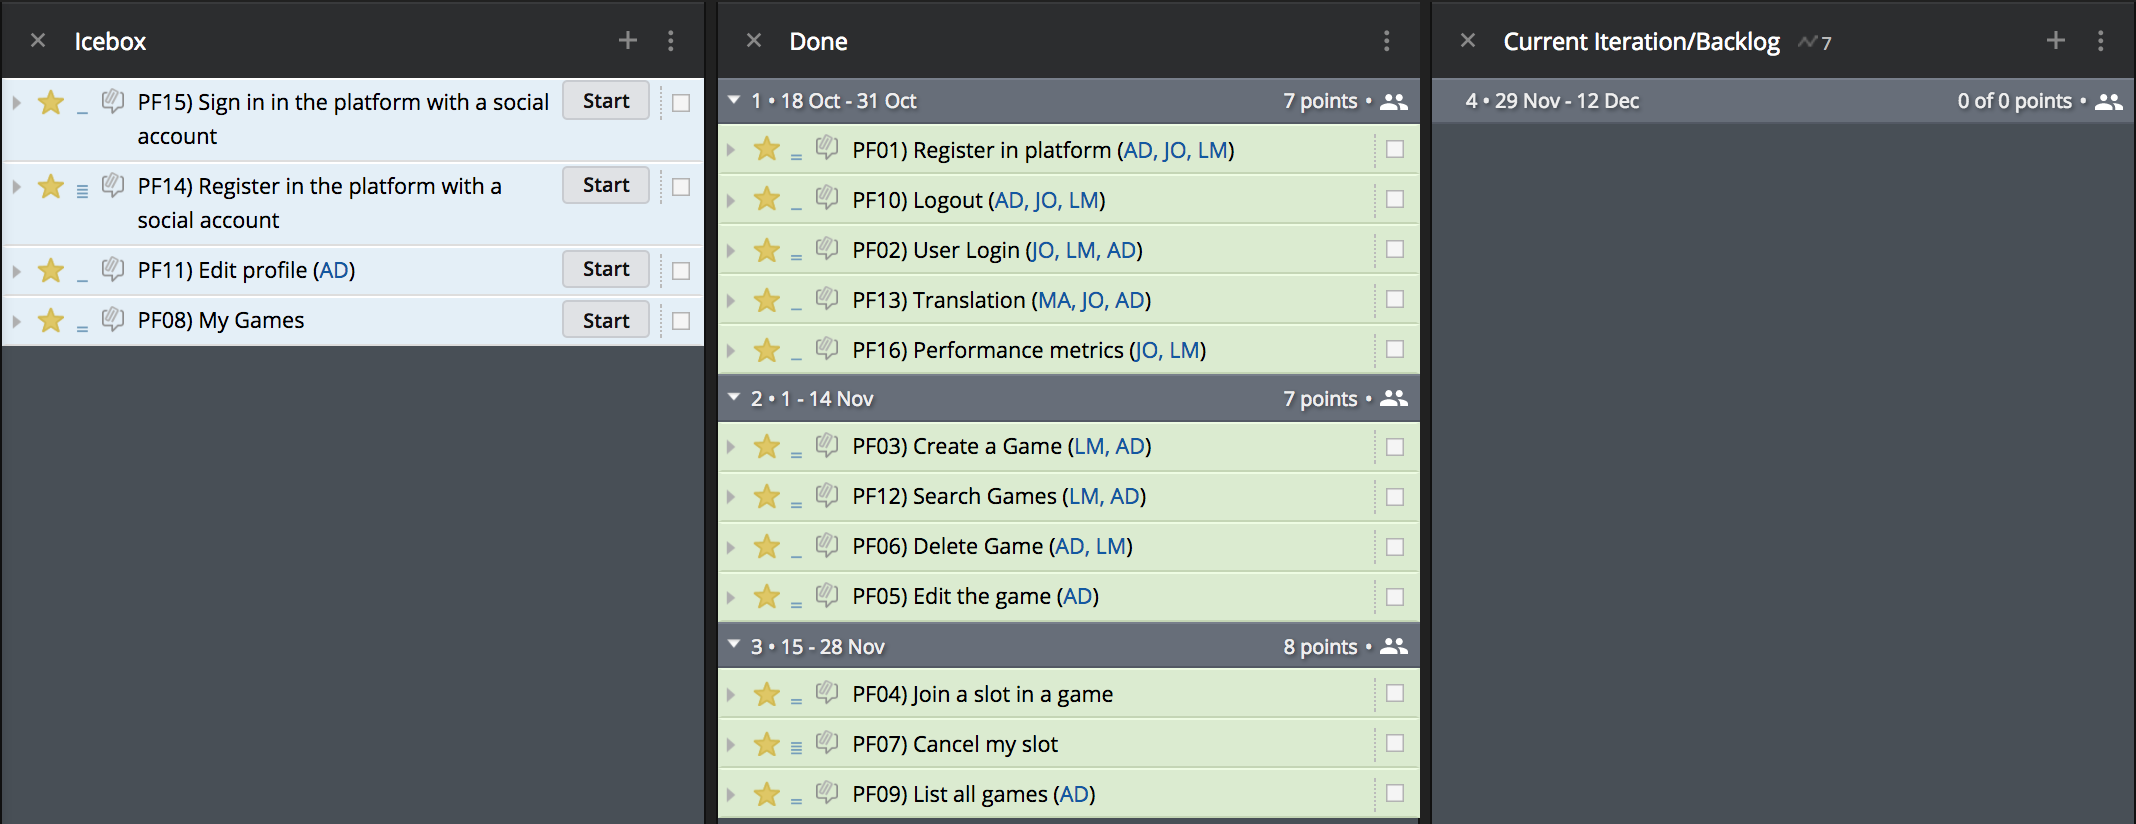 Icebox
PF15) Sign in in the platform with a social
account
Start
PF14) Register in the platform with a
social account
Start
PF11) Edit profile (AD)
Start
PF08) My Games
Start
Done
1 • 18 Oct - 31 Oct
7 points •
PF01) Register in platform (AD, JO, LM)
PF10) Logout (AD, JO, LM)
PF02) User Login (JO, LM, AD)
PF13) Translation (MA, JO, AD)
PF16) Performance metrics (JO, LM)
2 • 1 - 14 Nov
7 points •
PF03) Create a Game (LM, AD)
PF12) Search Games (LM, AD)
PF06) Delete Game (AD, LM)
PF05) Edit the game (AD)
3 • 15 - 28 Nov
8 points •
PF04) Join a slot in a game
PF07) Cancel my slot
PF09) List all games (AD)
Current Iteration/Backlog
7
4 • 29 Nov - 12 Dec
0 of 0 points •